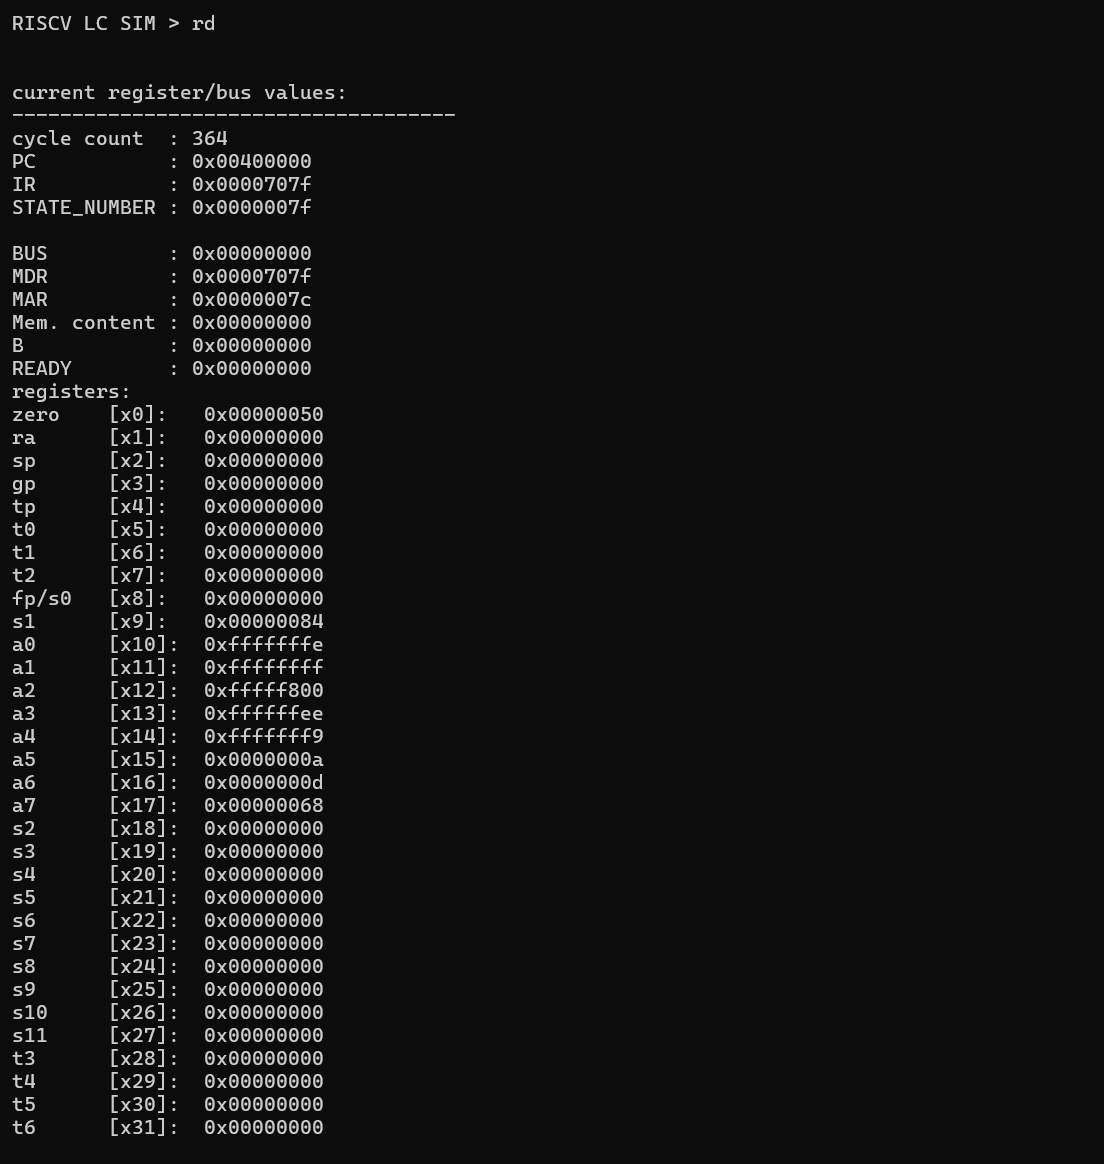 RISCV LC SIM > rd
current register/bus values:
-------------------------------------
cycle count  : 364
PC           : 0x00400000
IR           : 0x0000707f
STATE_NUMBER : 0x0000007f
BUS          : 0x00000000
MDR          : 0x0000707f
MAR          : 0x0000007c
Mem. content : 0x00000000
B            : 0x00000000
READY        : 0x00000000
registers:
zero    [x0]:   0x00000050
ra      [x1]:   0x00000000
sp      [x2]:   0x00000000
gp      [x3]:   0x00000000
tp      [x4]:   0x00000000
t0      [x5]:   0x00000000
t1      [x6]:   0x00000000
t2      [x7]:   0x00000000
fp/s0   [x8]:   0x00000000
s1      [x9]:   0x00000084
a0      [x10]:  0xfffffffe
a1      [x11]:  0xffffffff
a2      [x12]:  0xfffff800
a3      [x13]:  0xffffffee
a4      [x14]:  0xfffffff9
a5      [x15]:  0x0000000a
a6      [x16]:  0x0000000d
a7      [x17]:  0x00000068
s2      [x18]:  0x00000000
s3      [x19]:  0x00000000
s4      [x20]:  0x00000000
s5      [x21]:  0x00000000
s6      [x22]:  0x00000000
s7      [x23]:  0x00000000
s8      [x24]:  0x00000000
s9      [x25]:  0x00000000
s10     [x26]:  0x00000000
s11     [x27]:  0x00000000
t3      [x28]:  0x00000000
t4      [x29]:  0x00000000
t5      [x30]:  0x00000000
t6      [x31]:  0x00000000